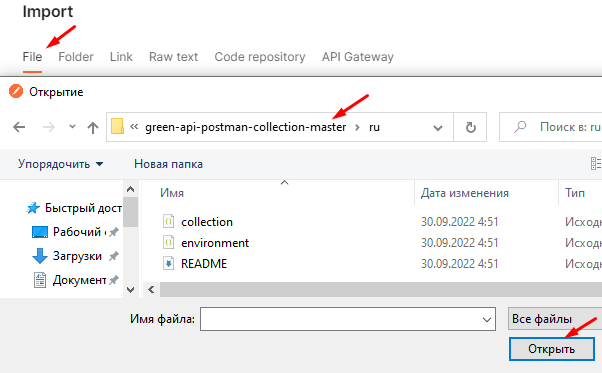 Import
File Folder Link Raw text Code repository API Gateway
Открытие
« green-api-postman-collection-master › ru
Поиск в: ru
Упорядочить Новая папка
Имя Дата изменения Тип
Быстрый дост
Рабочий с
Загрузки
Документ
collection 30.09.2022 4:51 Исходн
environment 30.09.2022 4:51 Исходн
README 30.09.2022 4:51 Исходн
Имя файла:
Все файлы
Открыть